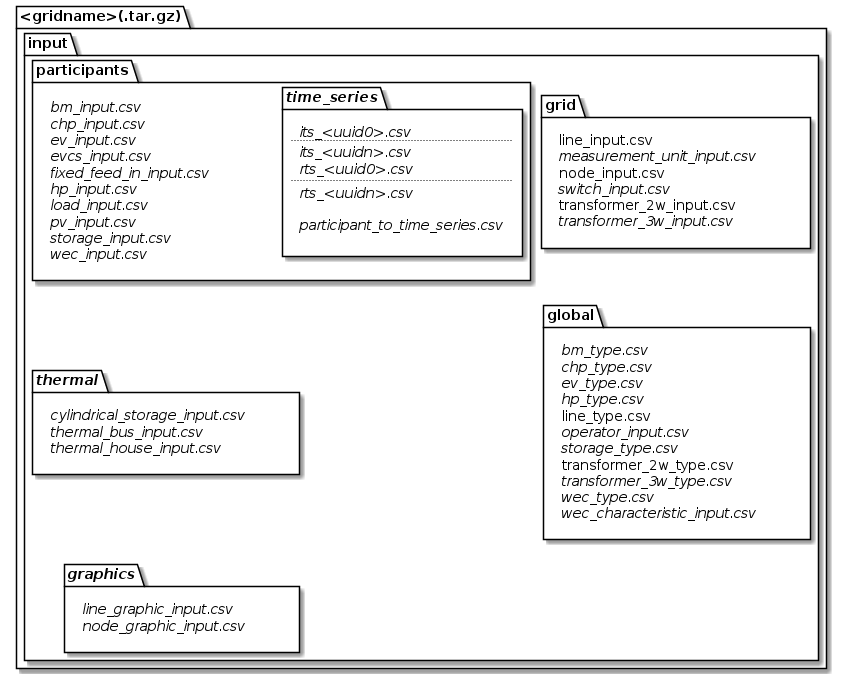 <gridname>(.tar.gz)
input
participants
bm_input.csv
chp_input.csv
ev_input.csv
evcs_input.csv
fixed_feed_in_input.csv
hp_input.csv
load_input.csv
pv_input.csv
storage_input.csv
wec_input.csv
time_series
its_<uuid0>.csv
its_<uuidn>.csv
rts_<uuid0>.csv
rts_<uuidn>.csv
participant_to_time_series.csv
grid
line_input.csv
measurement_unit_input.csv
node_input.csv
switch_input.csv
transformer_2w_input.csv
transformer_3w_input.csv
global
bm_type.csv
chp_type.csv
ev_type.csv
hp_type.csv
line_type.csv
operator_input.csv
storage_type.csv
transformer_2w_type.csv
transformer_3w_type.csv
wec_type.csv
wec_characteristic_input.csv
thermal
cylindrical_storage_input.csv
thermal_bus_input.csv
thermal_house_input.csv
graphics
line_graphic_input.csv
node_graphic_input.csv